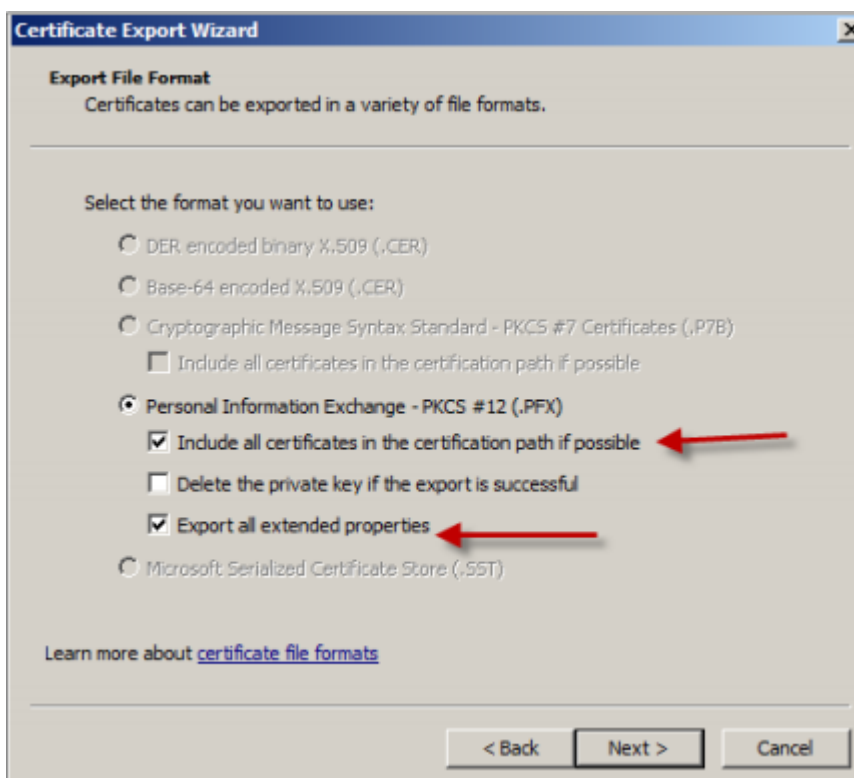 Certificate Export Wizard
Export File Format
Certificates can be exported in a variety of file formats.
Select the format you want to use:
DER encoded binary X.509 (.CER)
Base-64 encoded X.509 (.CER)
Cryptographic Message Syntax Standard - PKCS #7 Certificates (.P7B)
Include all certificates in the certification path if possible
Personal Information Exchange - PKCS #12 (.PFX)
Include all certificates in the certification path if possible
Delete the private key if the export is successful
Export all extended properties
Microsoft Serialized Certificate Store (.SST)
Learn more about certificate file formats
< Back Next > Cancel